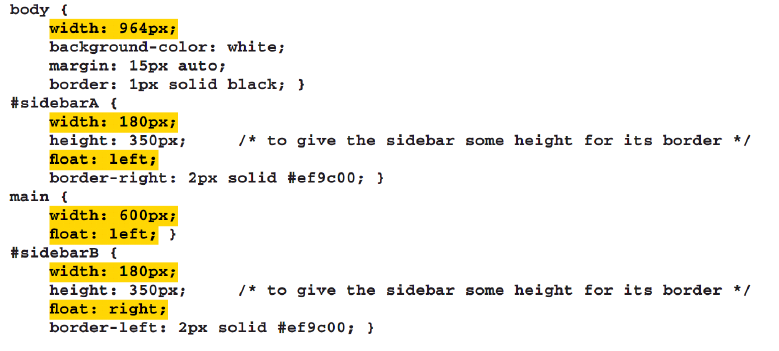 body {
width: 964px;
background-color: white;
margin: 15px auto;
border: 1px solid black; }
#sidebarA {
width: 180px;
height: 350px; /* to give the sidebar some height for its border */
float: left;
border-right: 2px solid #ef9c00; }
main {
width: 600px;
float: left; }
#sidebarB {
width: 180px;
height: 350px; /* to give the sidebar some height for its border */
float: right;
border-left: 2px solid #ef9c00; }